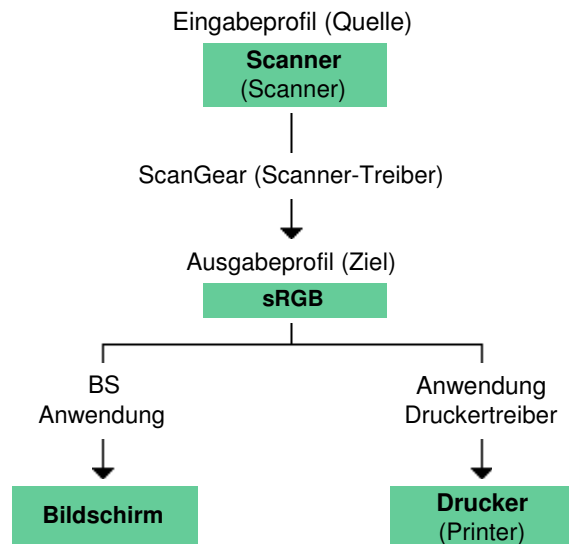 Eingabeprofil (Quelle)
Scanner
(Scanner)
ScanGear (Scanner-Treiber)
Ausgabeprofil (Ziel)
sRGB
BS
Anwendung
Anwendung
Druckertreiber
Bildschirm
Drucker
(Printer)